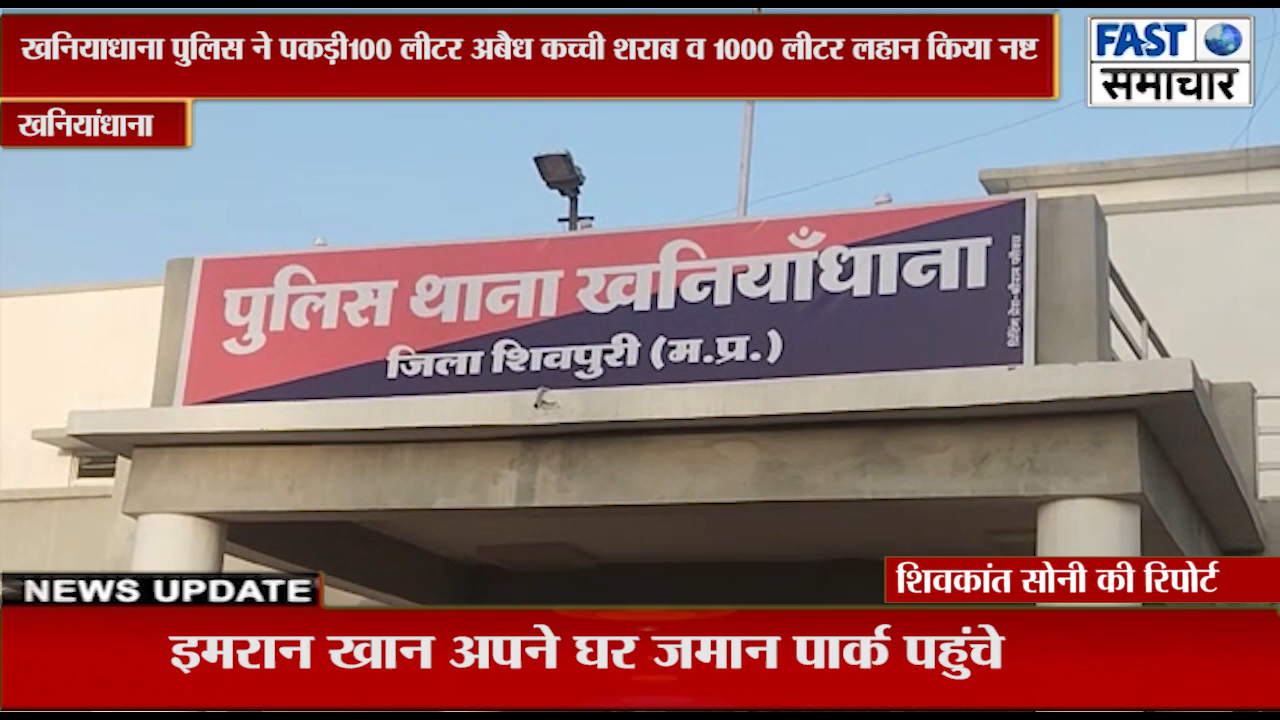 खनियाधाना पुलिस ने पकड़ी100 लीटर अबैध कच्ची शराब व 1000 लीटर लहान किया नष्ट
FAST
समाचार
खनियांधाना
पुलिस थाना खनियाँधाना
जिला शिवपुरी (म.प्र.)
शिवकांत सोनी की रिपोर्ट
NEWS UPDATE
इमरान खान अपने घर जमान पार्क पहुंचे